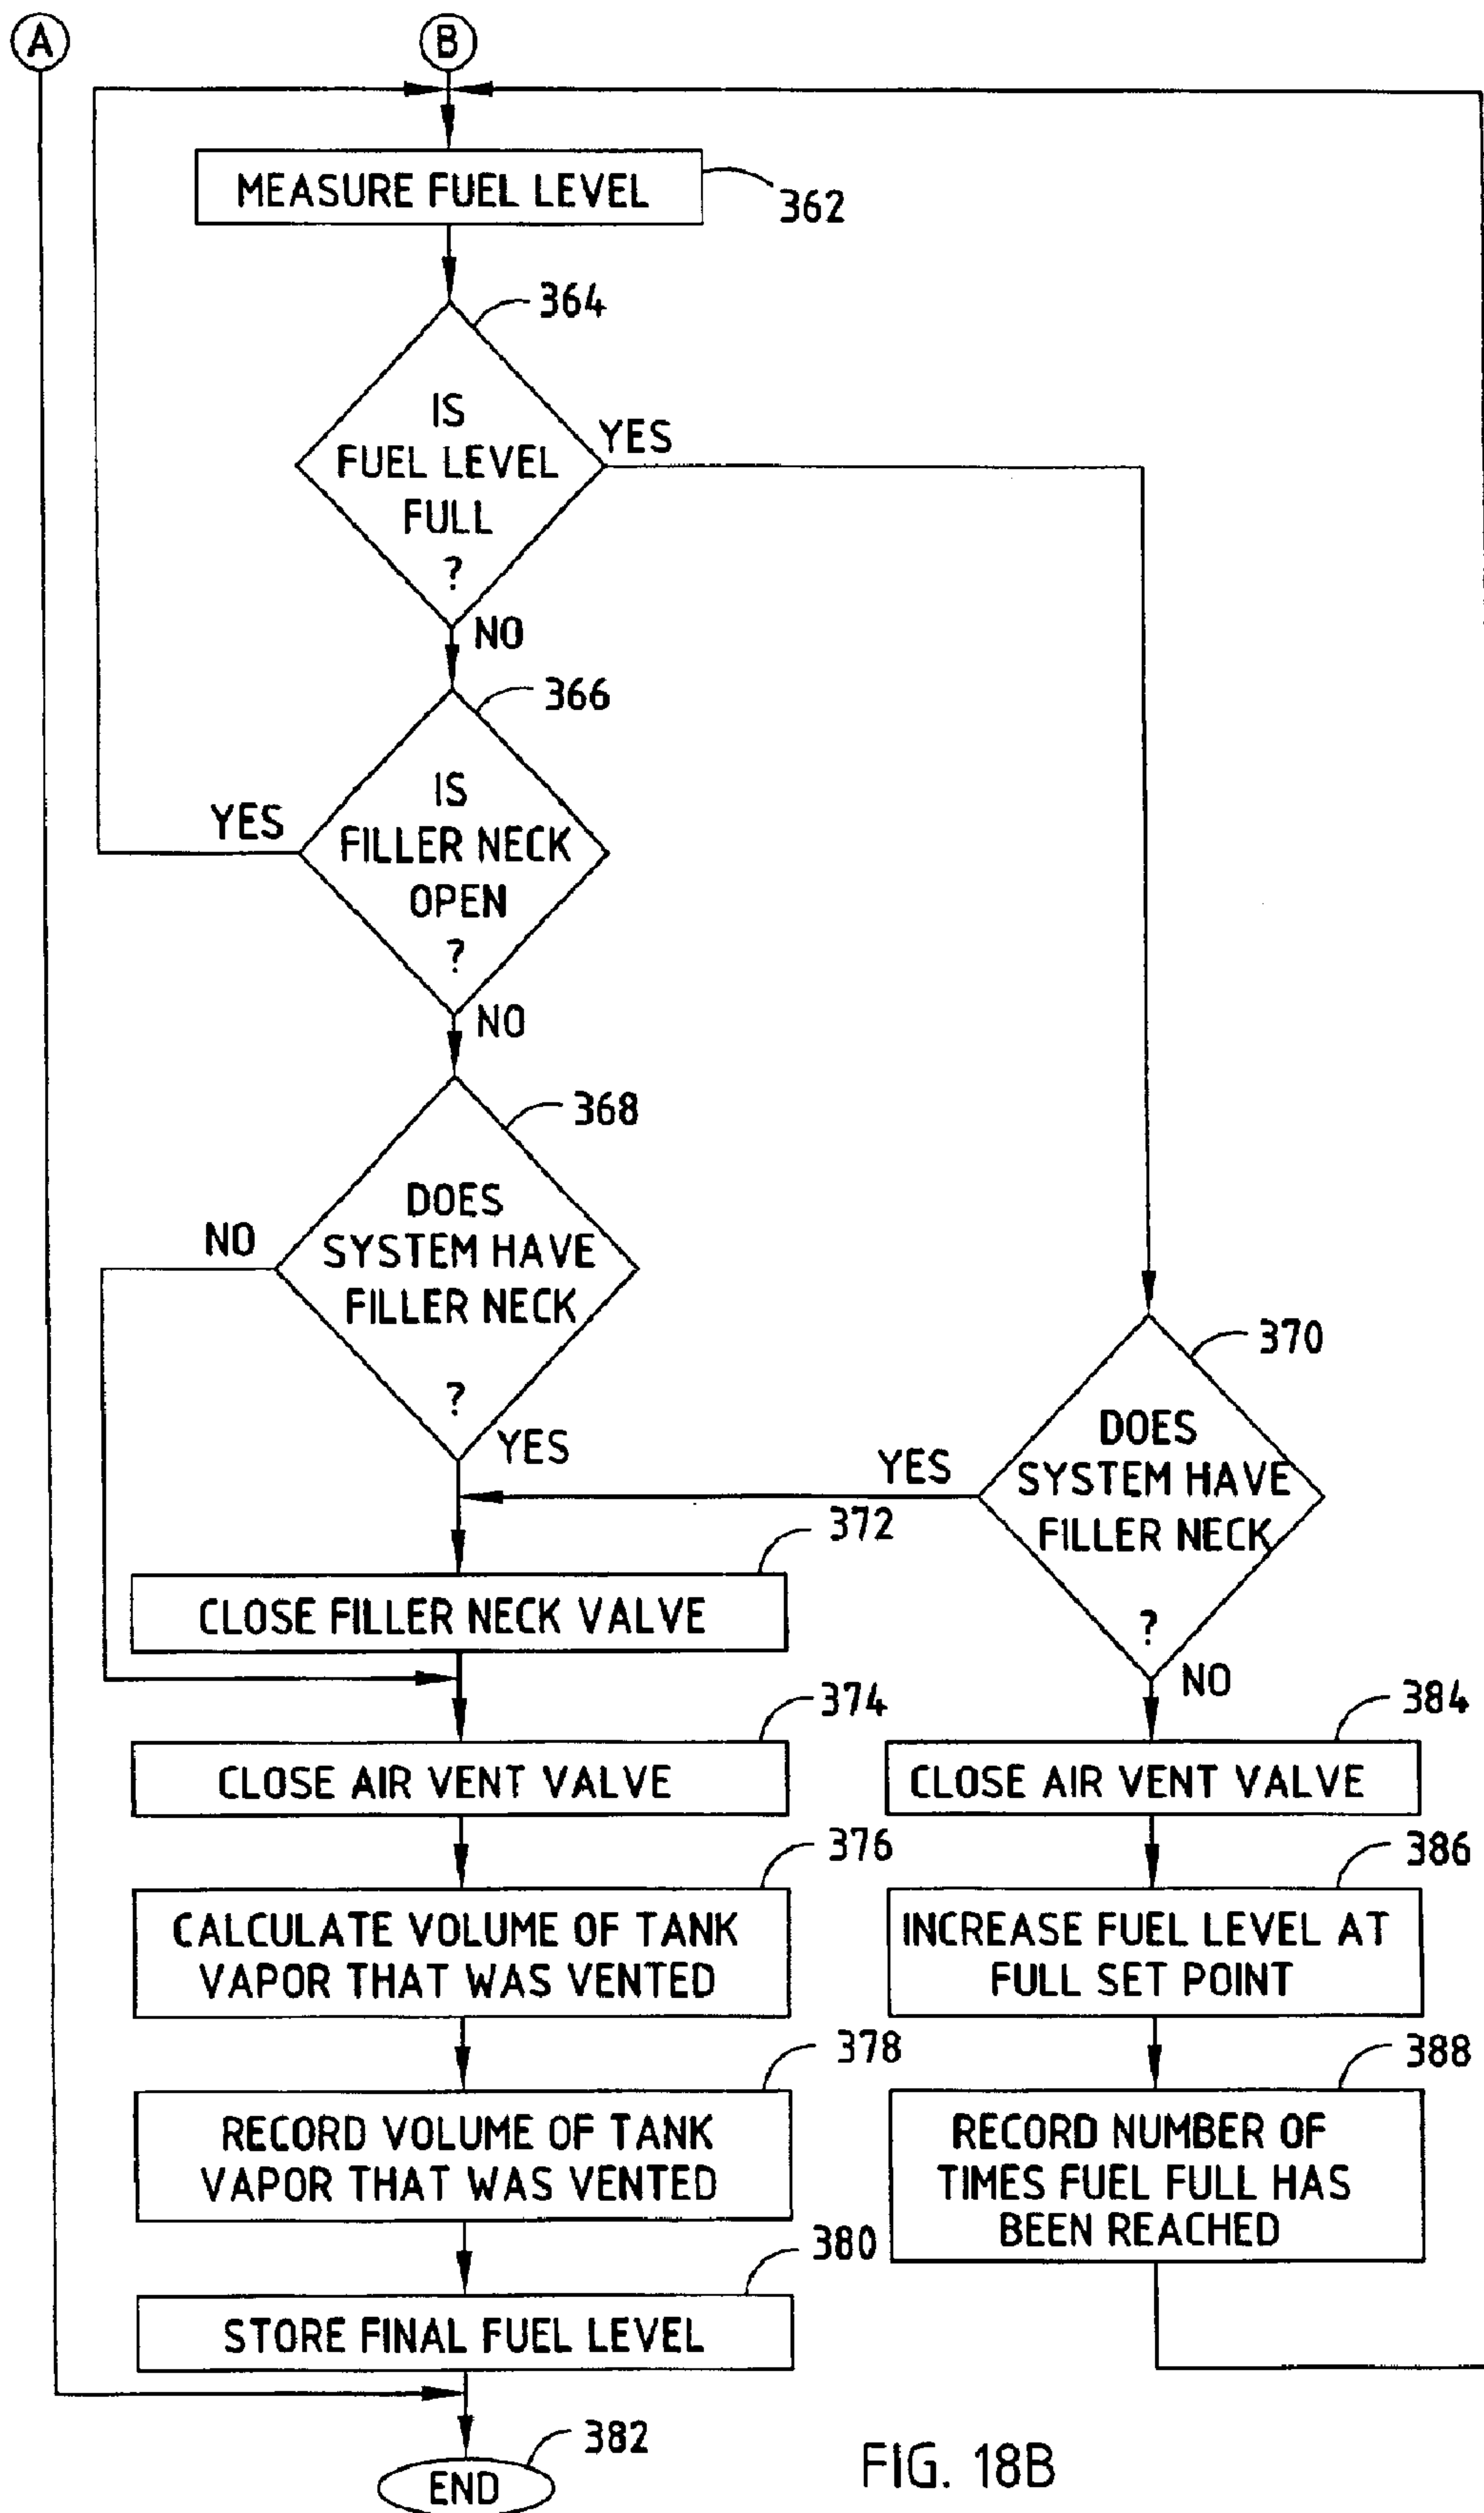 A
B
MEASURE FUEL LEVEL
362
364
IS
FUEL LEVEL
FULL
?
YES
NO
366
IS
FILLER NECK
OPEN
?
YES
NO
368
DOES
SYSTEM HAVE
FILLER NECK
?
NO
YES
370
DOES
SYSTEM HAVE
FILLER NECK
?
YES
NO
372
CLOSE FILLER NECK VALVE
374
CLOSE AIR VENT VALVE
384
CLOSE AIR VENT VALVE
376
CALCULATE VOLUME OF TANK
VAPOR THAT WAS VENTED
386
INCREASE FUEL LEVEL AT
FULL SET POINT
378
RECORD VOLUME OF TANK
VAPOR THAT WAS VENTED
388
RECORD NUMBER OF
TIMES FUEL FULL HAS
BEEN REACHED
380
STORE FINAL FUEL LEVEL
382
END
FIG. 18B